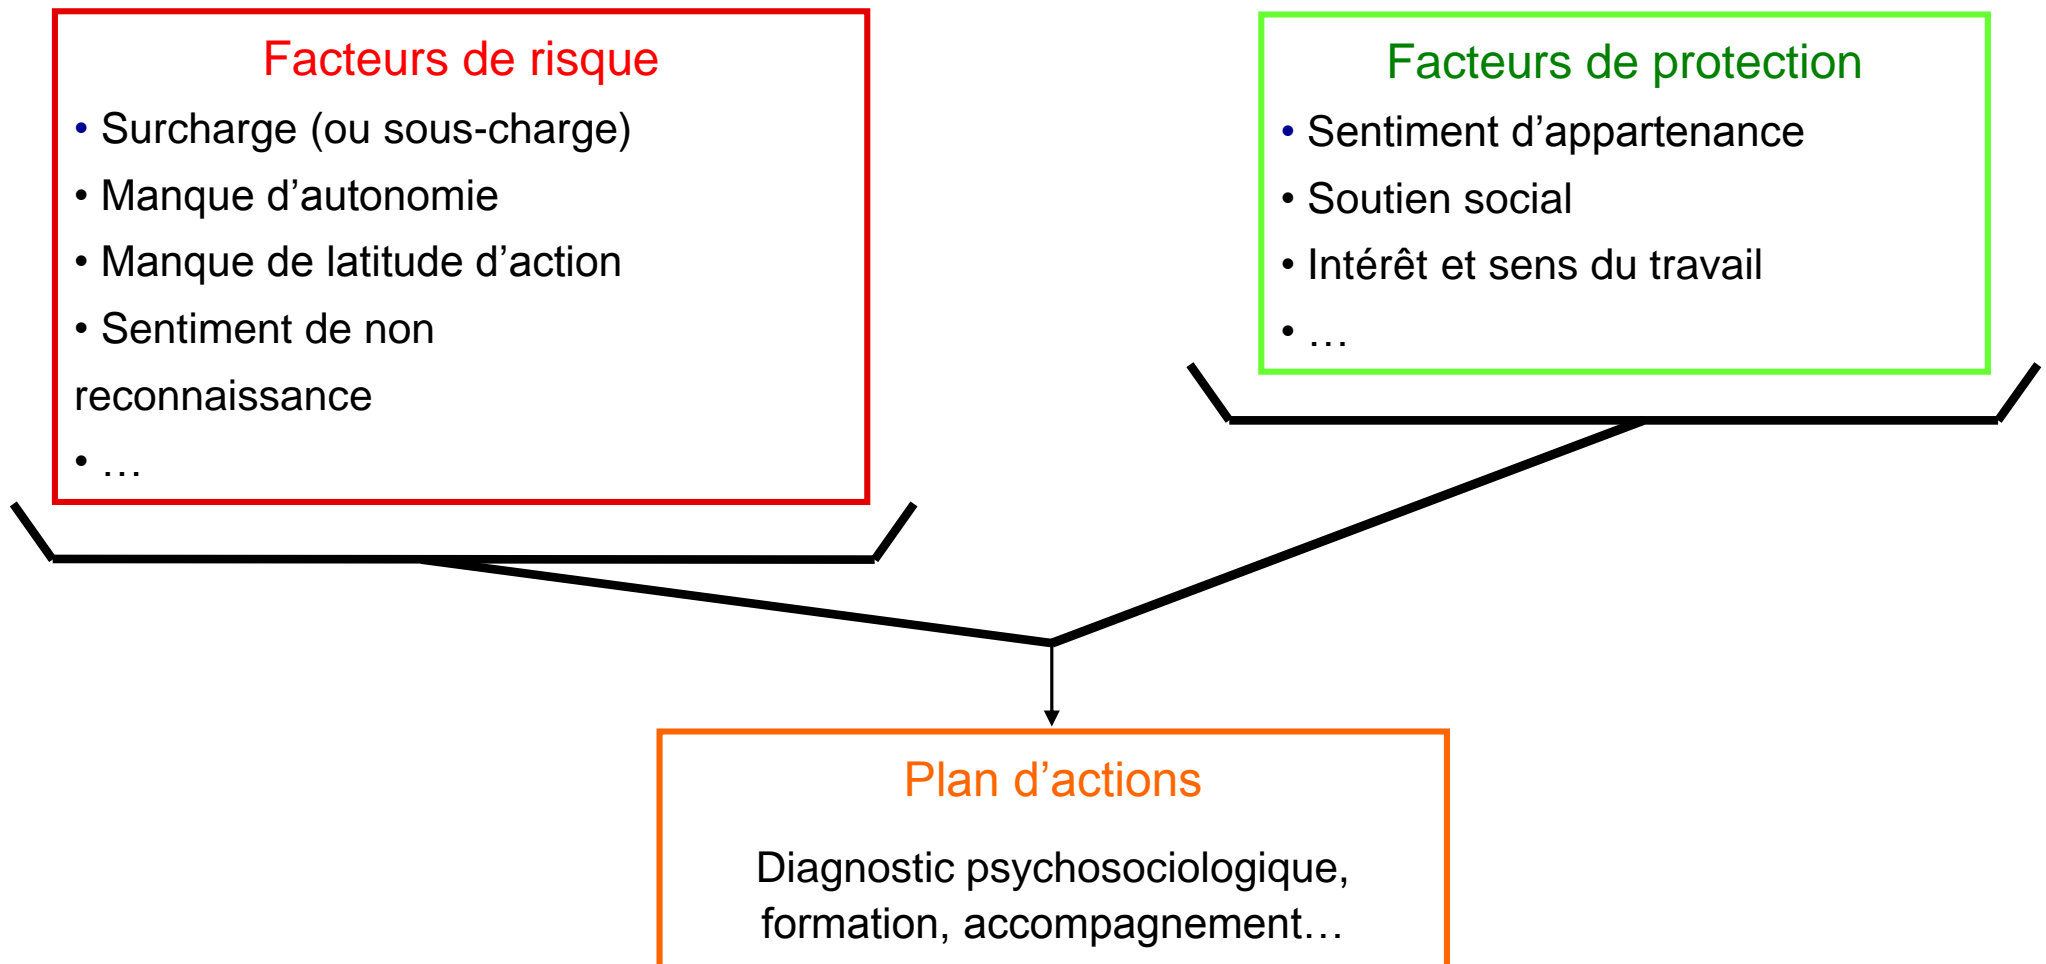 Facteurs de risque
• Surcharge (ou sous-charge)
• Manque d’autonomie
• Manque de latitude d’action
• Sentiment de non
reconnaissance
• …
Facteurs de protection
• Sentiment d’appartenance
• Soutien social
• Intérêt et sens du travail
• …
Plan d’actions
Diagnostic psychosociologique,
formation, accompagnement…